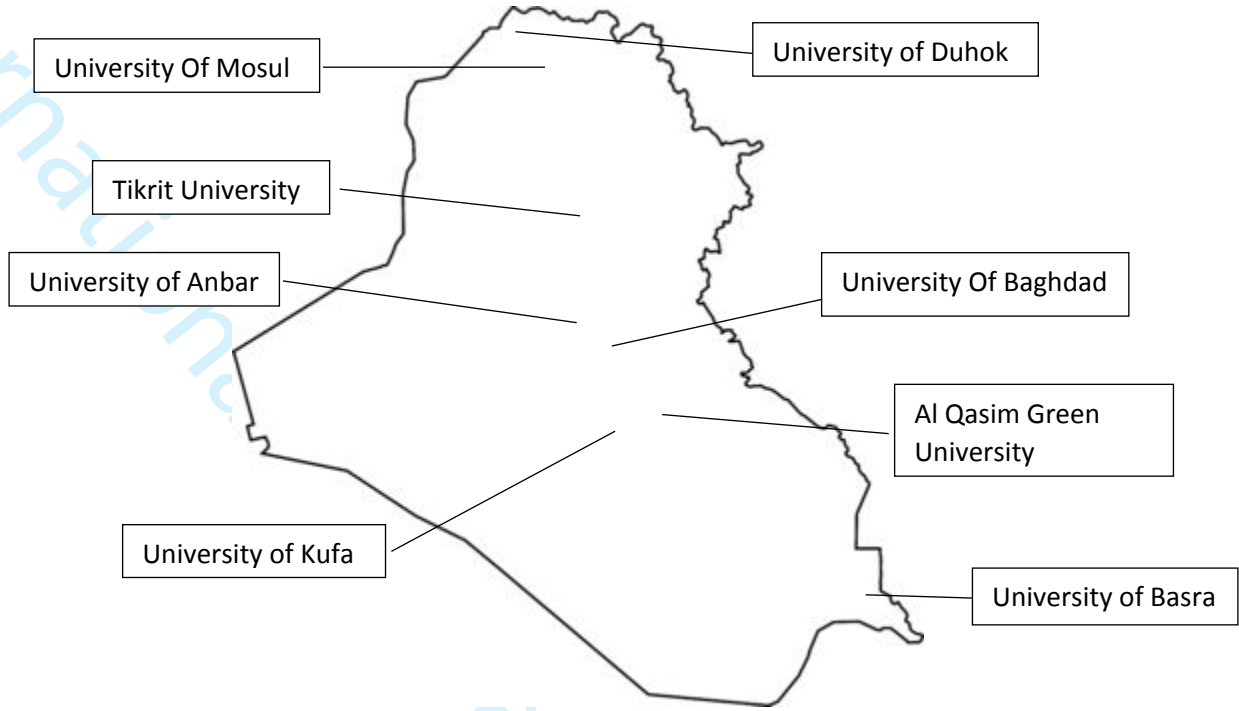 University of Duhok
University Of Mosul
Tikrit University
University of Anbar
University Of Baghdad
Al Qasim Green
University
University of Kufa
University of Basra